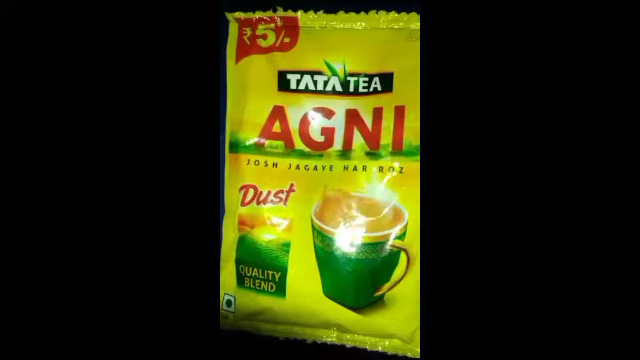 ₹5/-
TATA TEA
AGNI
JOSH JAGAYE HAR ROZ
Dust
QUALITY
BLEND